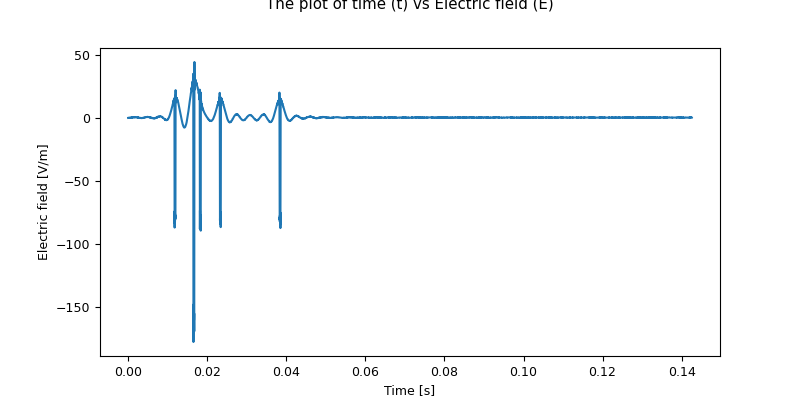 The plot of time (t) vs Electric field (E)
50
0
−50
−100
−150
Electric field [V/m]
0.00 0.02 0.04 0.06 0.08 0.10 0.12 0.14
Time [s]